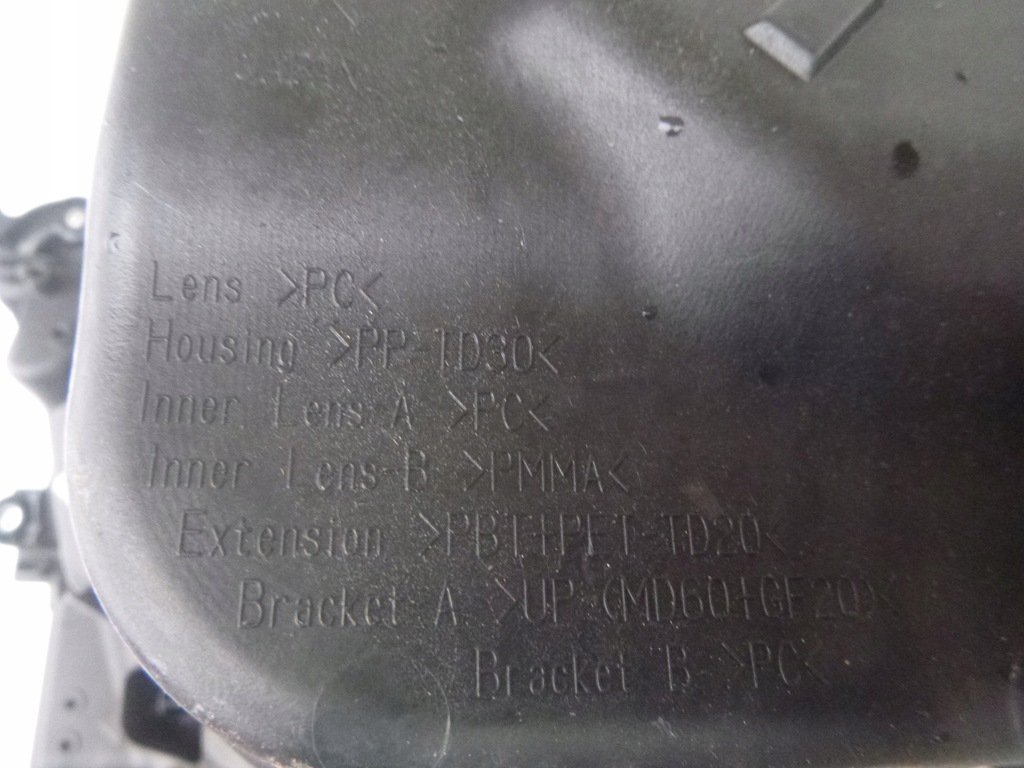 Lens >PC<
Housing >PP-TD30<
Inner Lens-A >PC<
Inner Lens-B >PMMA<
Extension >PBT+PET-TD20<
Bracket A >UP (MD60+GF20)<
Bracket B >PC<